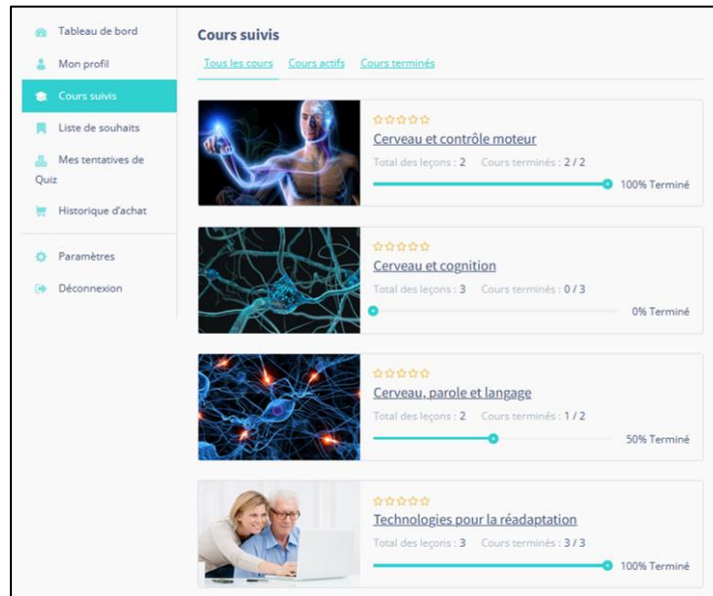 Tableau de bord
Mon profil
Cours suivis
Liste de souhaits
Mes tentatives de
Quiz
Historique d'achat
Paramètres
Déconnexion
Cours suivis
Tous les cours Cours actifs Cours terminés
Cerveau et contrôle moteur
Total des leçons : 2 Cours terminés : 2 / 2
100% Terminé
Cerveau et cognition
Total des leçons : 3 Cours terminés : 0 / 3
0% Terminé
Cerveau, parole et langage
Total des leçons : 2 Cours terminés : 1 / 2
50% Terminé
Technologies pour la réadaptation
Total des leçons : 3 Cours terminés : 3 / 3
100% Terminé